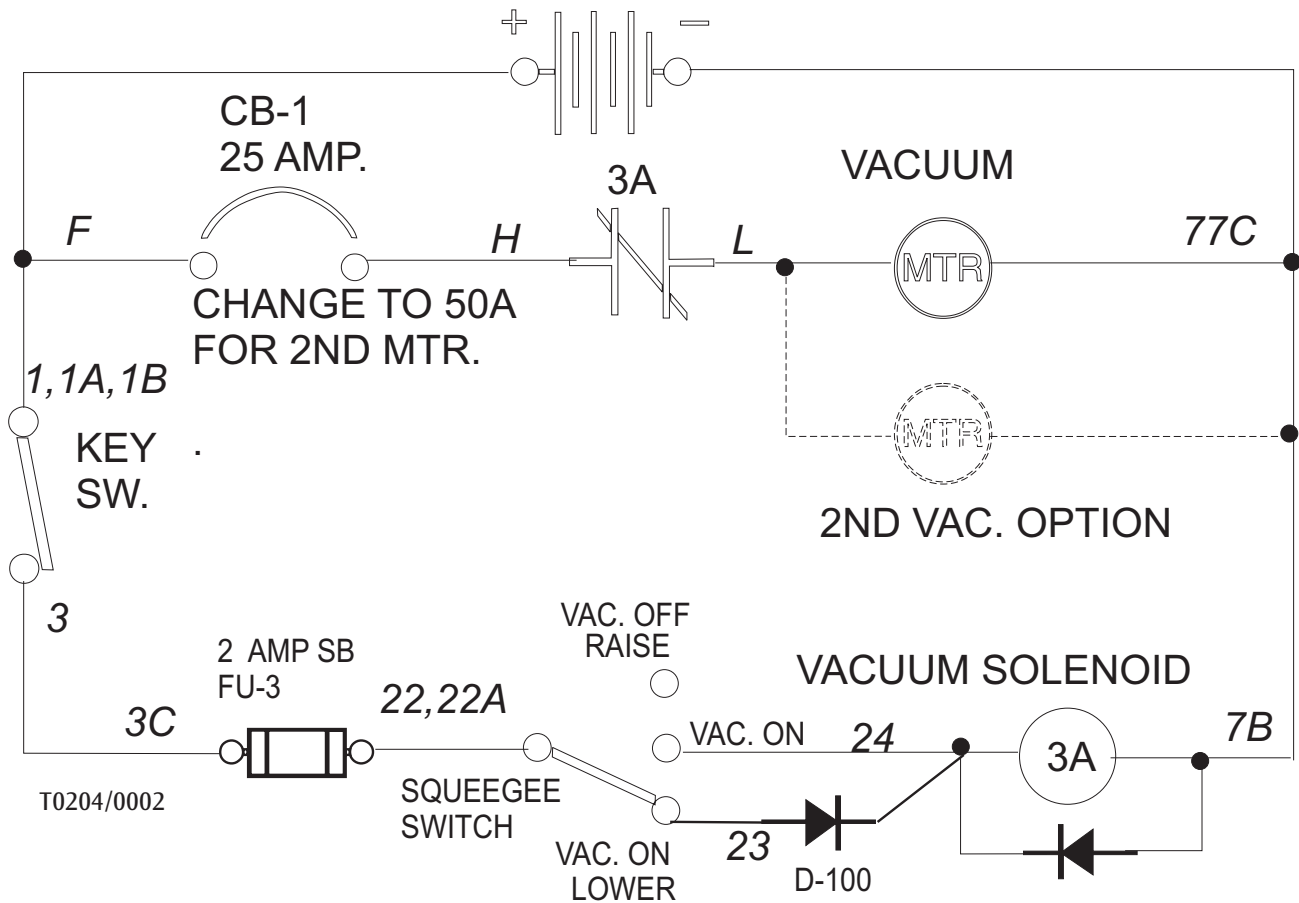 + −
CB-1
25 AMP.
3A
VACUUM
F
H
L
MTR
77C
CHANGE TO 50A
FOR 2ND MTR.
1,1A,1B
KEY .
SW.
MTR
2ND VAC. OPTION
3
VAC. OFF
RAISE
2 AMP SB
FU-3
VACUUM SOLENOID
3C
22,22A
VAC. ON
24
3A
7B
T0204/0002
SQUEEGEE
SWITCH
23
VAC. ON
LOWER
D-100